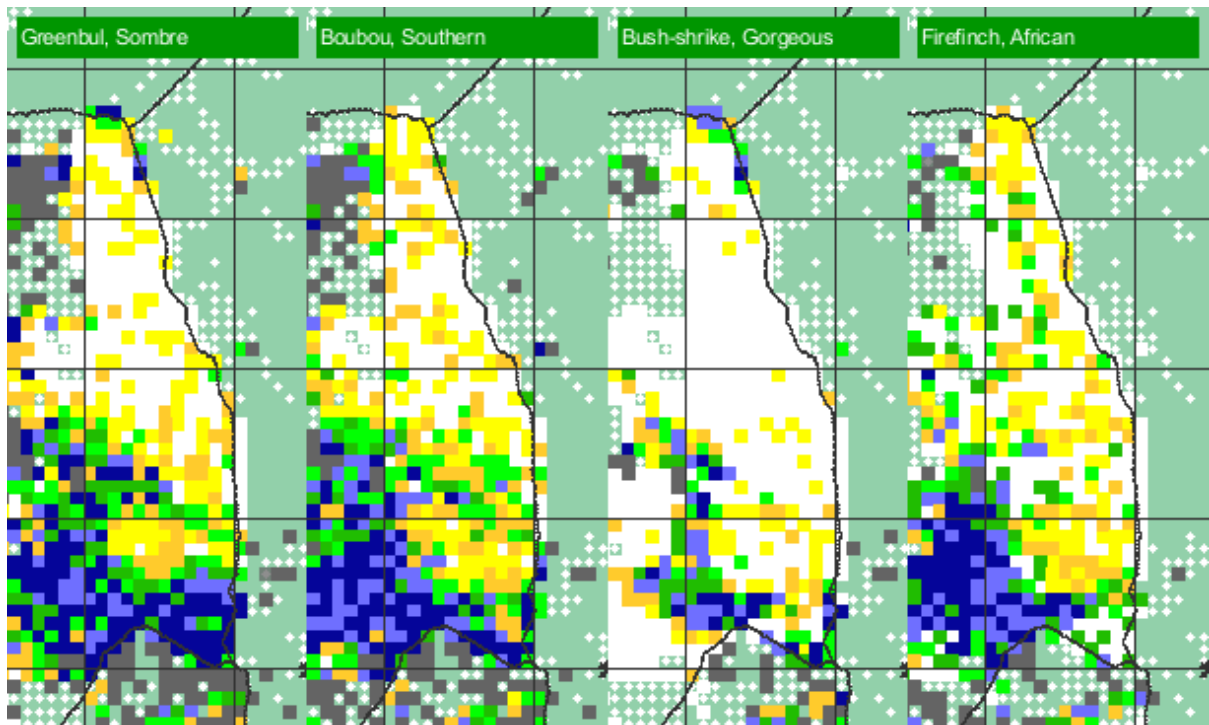 Greenbul, Sombre
Boubou, Southern
Bush-shrike, Gorgeous
Firefinch, African